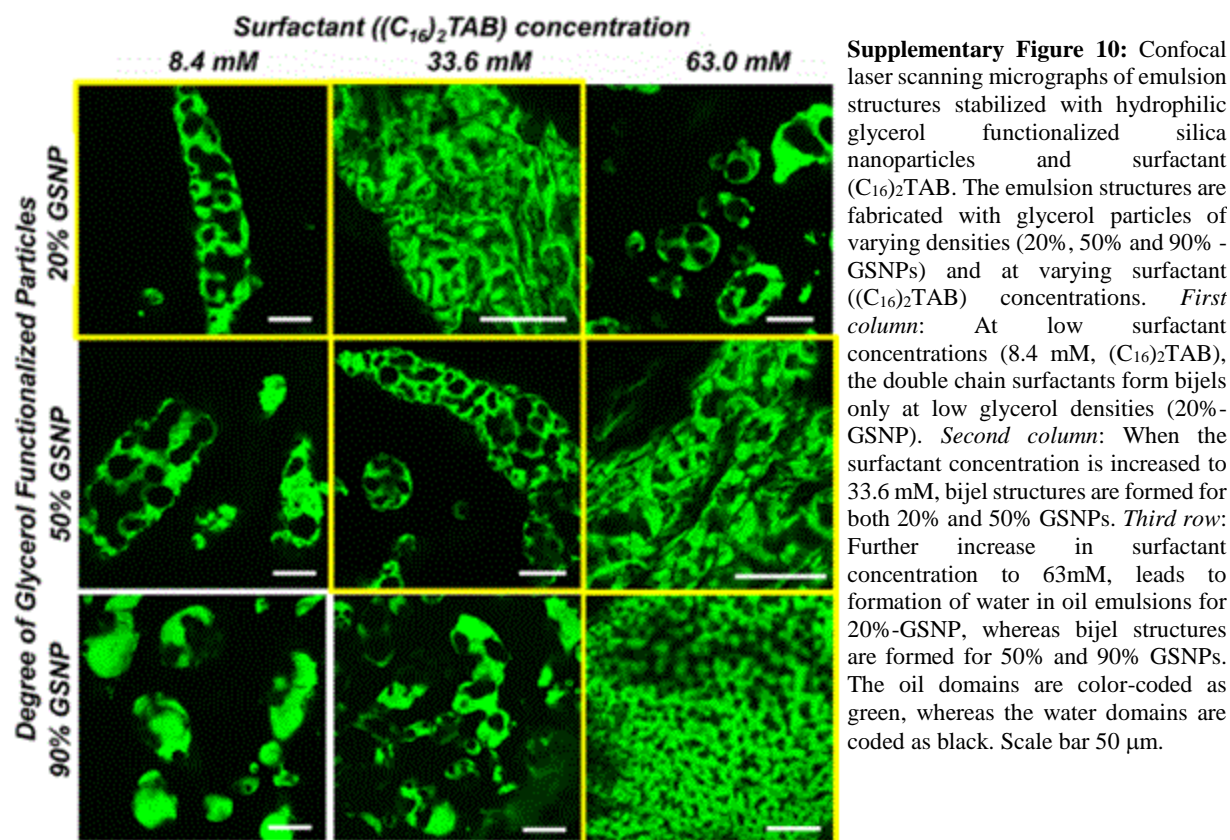 Surfactant ((C16)2TAB) concentration
8.4 mM 33.6 mM 63.0 mM
Degree of Glycerol Functionalized Particles
20% GSNP
50% GSNP
90% GSNP
Supplementary Figure 10: Confocal
laser scanning micrographs of emulsion
structures stabilized with hydrophilic
glycerol functionalized silica
nanoparticles and surfactant
(C16)2TAB. The emulsion structures are
fabricated with glycerol particles of
varying densities (20%, 50% and 90% -
GSNPs) and at varying surfactant
((C16)2TAB) concentrations. First
column: At low surfactant
concentrations (8.4 mM, (C16)2TAB),
the double chain surfactants form bijels
only at low glycerol densities (20%-
GSNP). Second column: When the
surfactant concentration is increased to
33.6 mM, bijel structures are formed for
both 20% and 50% GSNPs. Third row:
Further increase in surfactant
concentration to 63mM, leads to
formation of water in oil emulsions for
20%-GSNP, whereas bijel structures
are formed for 50% and 90% GSNPs.
The oil domains are color-coded as
green, whereas the water domains are
coded as black. Scale bar 50 μm.